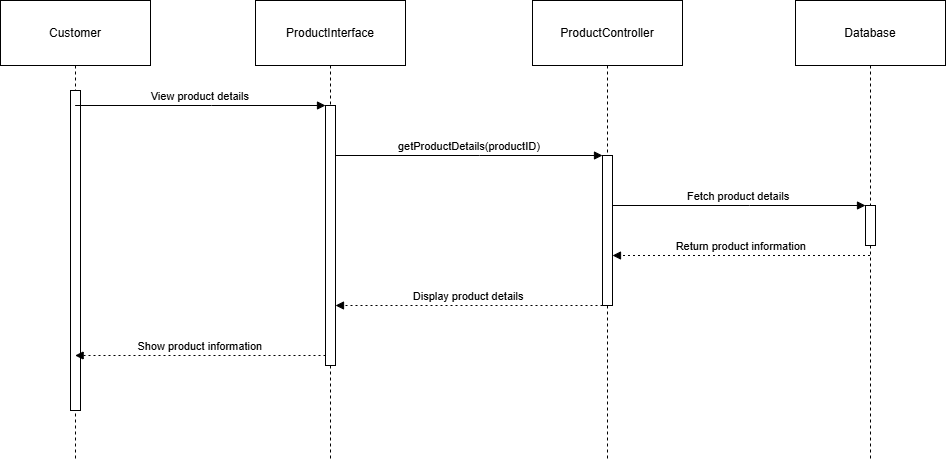 Customer
ProductInterface
ProductController
Database
View product details
getProductDetails(productID)
Fetch product details
Return product information
Display product details
Show product information